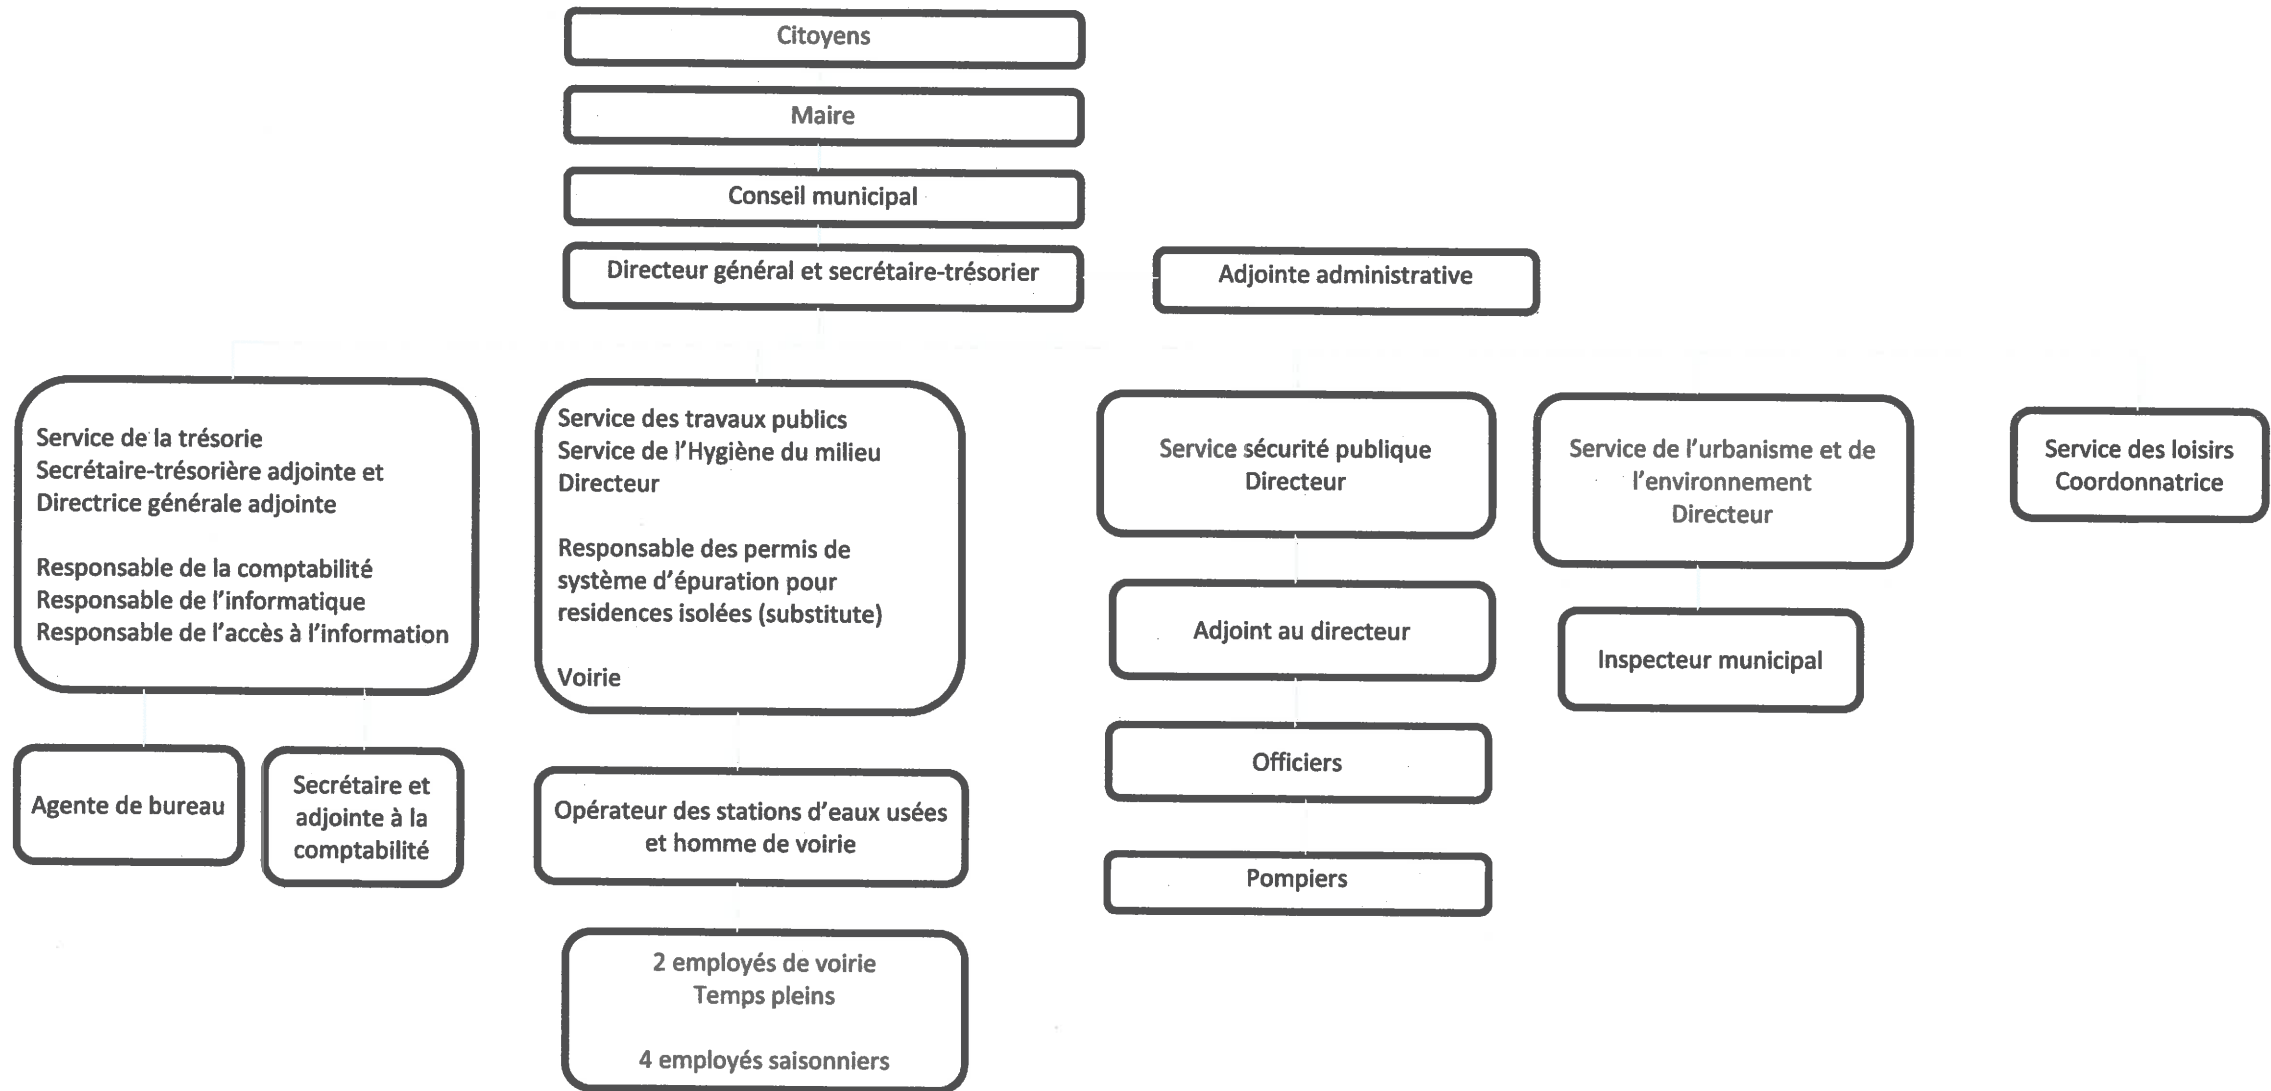 Citoyens
Maire
Conseil municipal
Directeur général et secrétaire-trésorier
Adjointe administrative
Service de la trésorie
Secrétaire-trésorière adjointe et
Directrice générale adjointe
Responsable de la comptabilité
Responsable de l'informatique
Responsable de l'accès à l'information
Service des travaux publics
Service de l'Hygiène du milieu
Directeur
Responsable des permis de
système d'épuration pour
residences isolées (substitute)
Voirie
Service sécurité publique
Directeur
Service de l'urbanisme et de
l'environnement
Directeur
Service des loisirs
Coordonnatrice
Agente de bureau
Secrétaire et
adjointe à la
comptabilité
Opérateur des stations d'eaux usées
et homme de voirie
2 employés de voirie
Temps pleins
4 employés saisonniers
Adjoint au directeur
Officiers
Pompiers
Inspecteur municipal